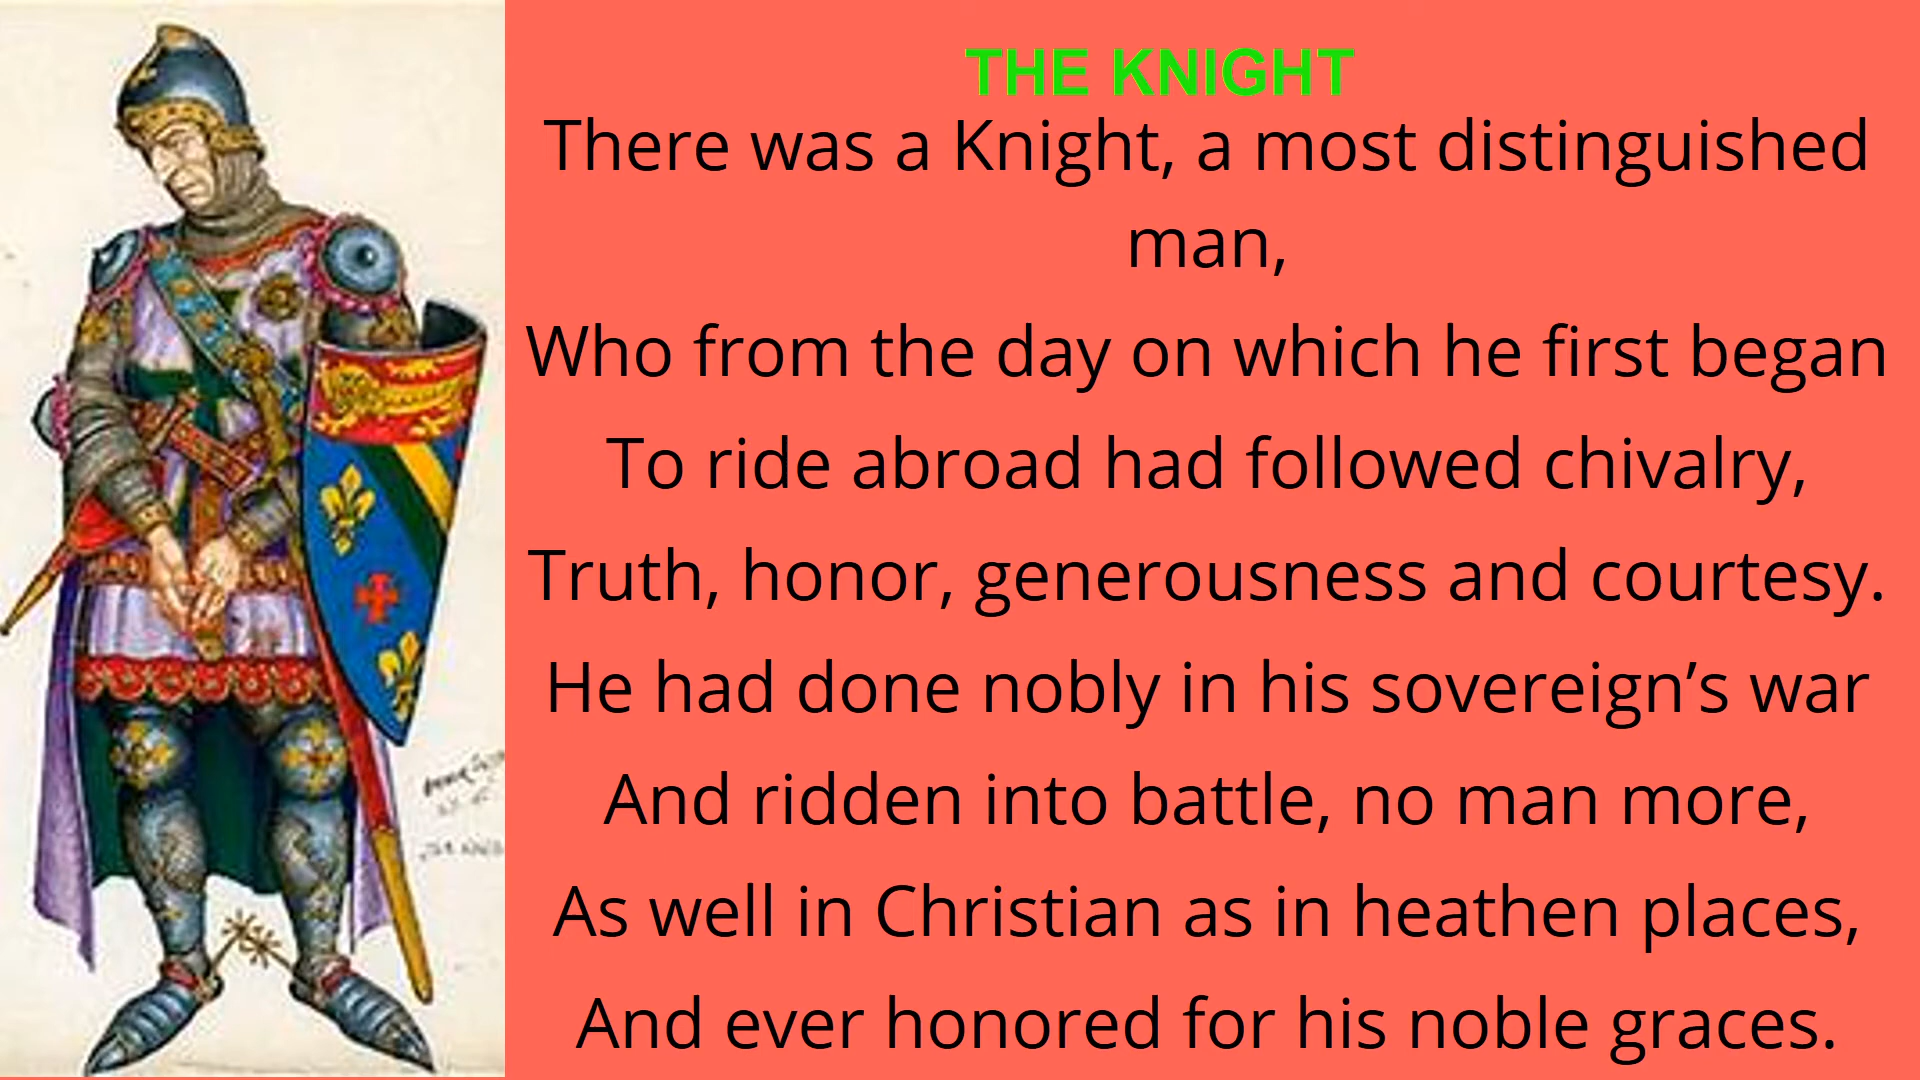 THE KNIGHT
There was a Knight, a most distinguished
man,
Who from the day on which he first began
To ride abroad had followed chivalry,
Truth, honor, generousness and courtesy.
He had done nobly in his sovereign’s war
And ridden into battle, no man more,
As well in Christian as in heathen places,
And ever honored for his noble graces.